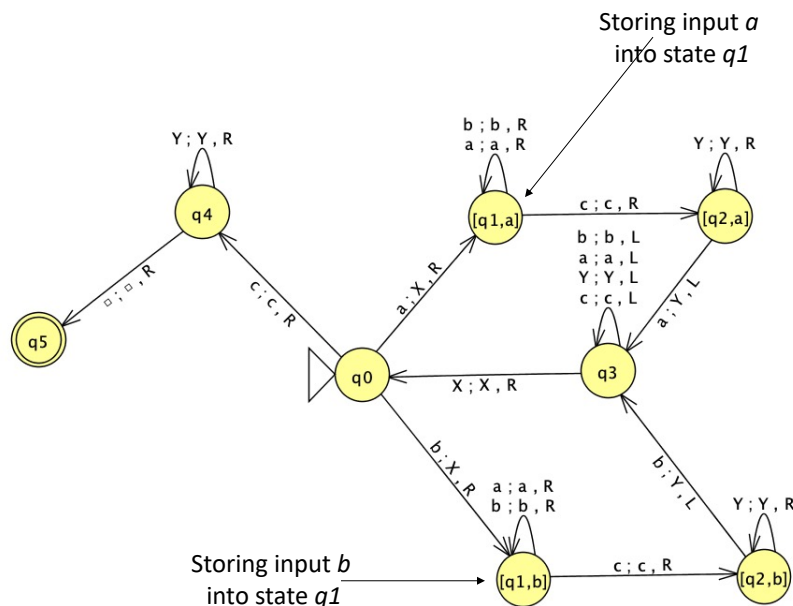 Storing input a
into state q1
Y ; Y , R
b ; b , R
a ; a , R
Y ; Y , R
q4
[q1,a]
c ; c , R
[q2,a]
b ; b , L
a ; a , L
Y ; Y , L
c ; c , L
□ ; □ , R
c ; c , R
a ; X , R
a ; Y , L
q5
q0
X ; X , R
q3
b ; X , R
b ; Y , L
a ; a , R
b ; b , R
Y ; Y , R
Storing input b
into state q1
[q1,b]
c ; c , R
[q2,b]